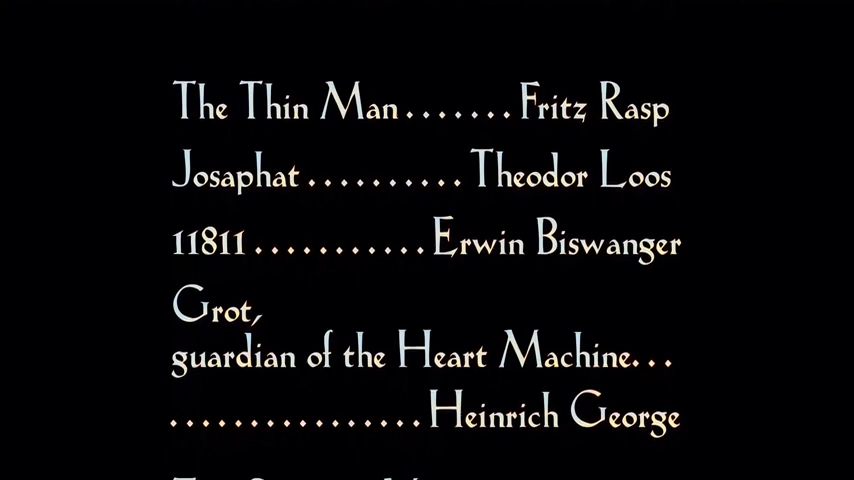 The Thin Man.......Fritz Rasp
Josaphat..........Theodor Loos
11811...........Erwin Biswanger
Grot,
guardian of the Heart Machine...
................Heinrich George